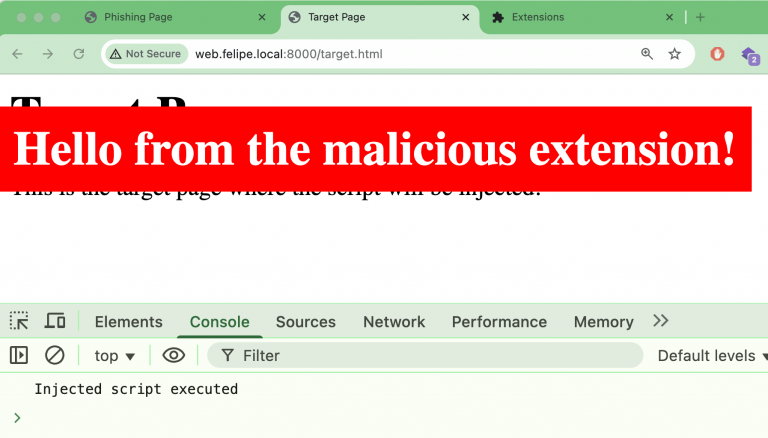 Phishing Page
Target Page
Extensions
Not Secure
web.felipe.local:8000/target.html
2
Hello from the malicious extension!
This is the target page where the script will be injected.
Elements
Console
Sources
Network
Performance
Memory
top
Filter
Default levels
Injected script executed